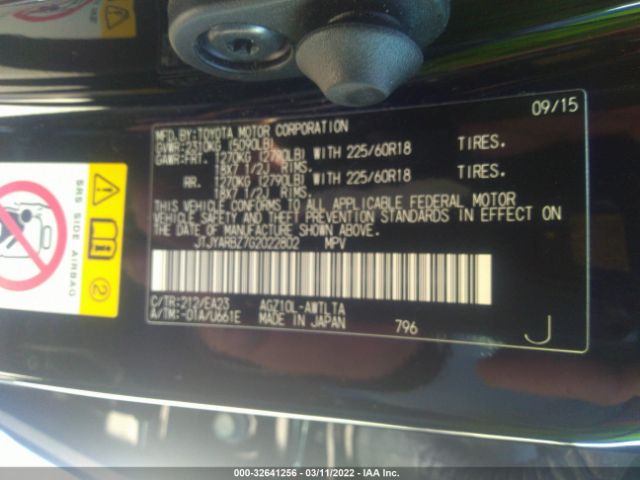 09/15
MFD.BY:TOYOTA MOTOR CORPORATION
GVWR:2310KG (5090LB)
GAWR:FRT. 1270KG (2790LB) WITH 225/60R18 TIRES.
18X7 1/2J RIMS.
RR. 1270KG (2790LB) WITH 225/60R18 TIRES.
18X7 1/2J RIMS.
THIS VEHICLE CONFORMS TO ALL APPLICABLE FEDERAL MOTOR
VEHICLE SAFETY AND THEFT PREVENTION STANDARDS IN EFFECT ON
THE DATE OF MANUFACTURE SHOWN ABOVE.
JTJYARBZ7G2022802 MPV
C/TR:212/EA23 AGZ10L-AWTLTA
A/TM:-01A/U661E MADE IN JAPAN 796 J
SRS SIDE AIRBAG
2
000-32641256 - 03/11/2022 - IAA Inc.